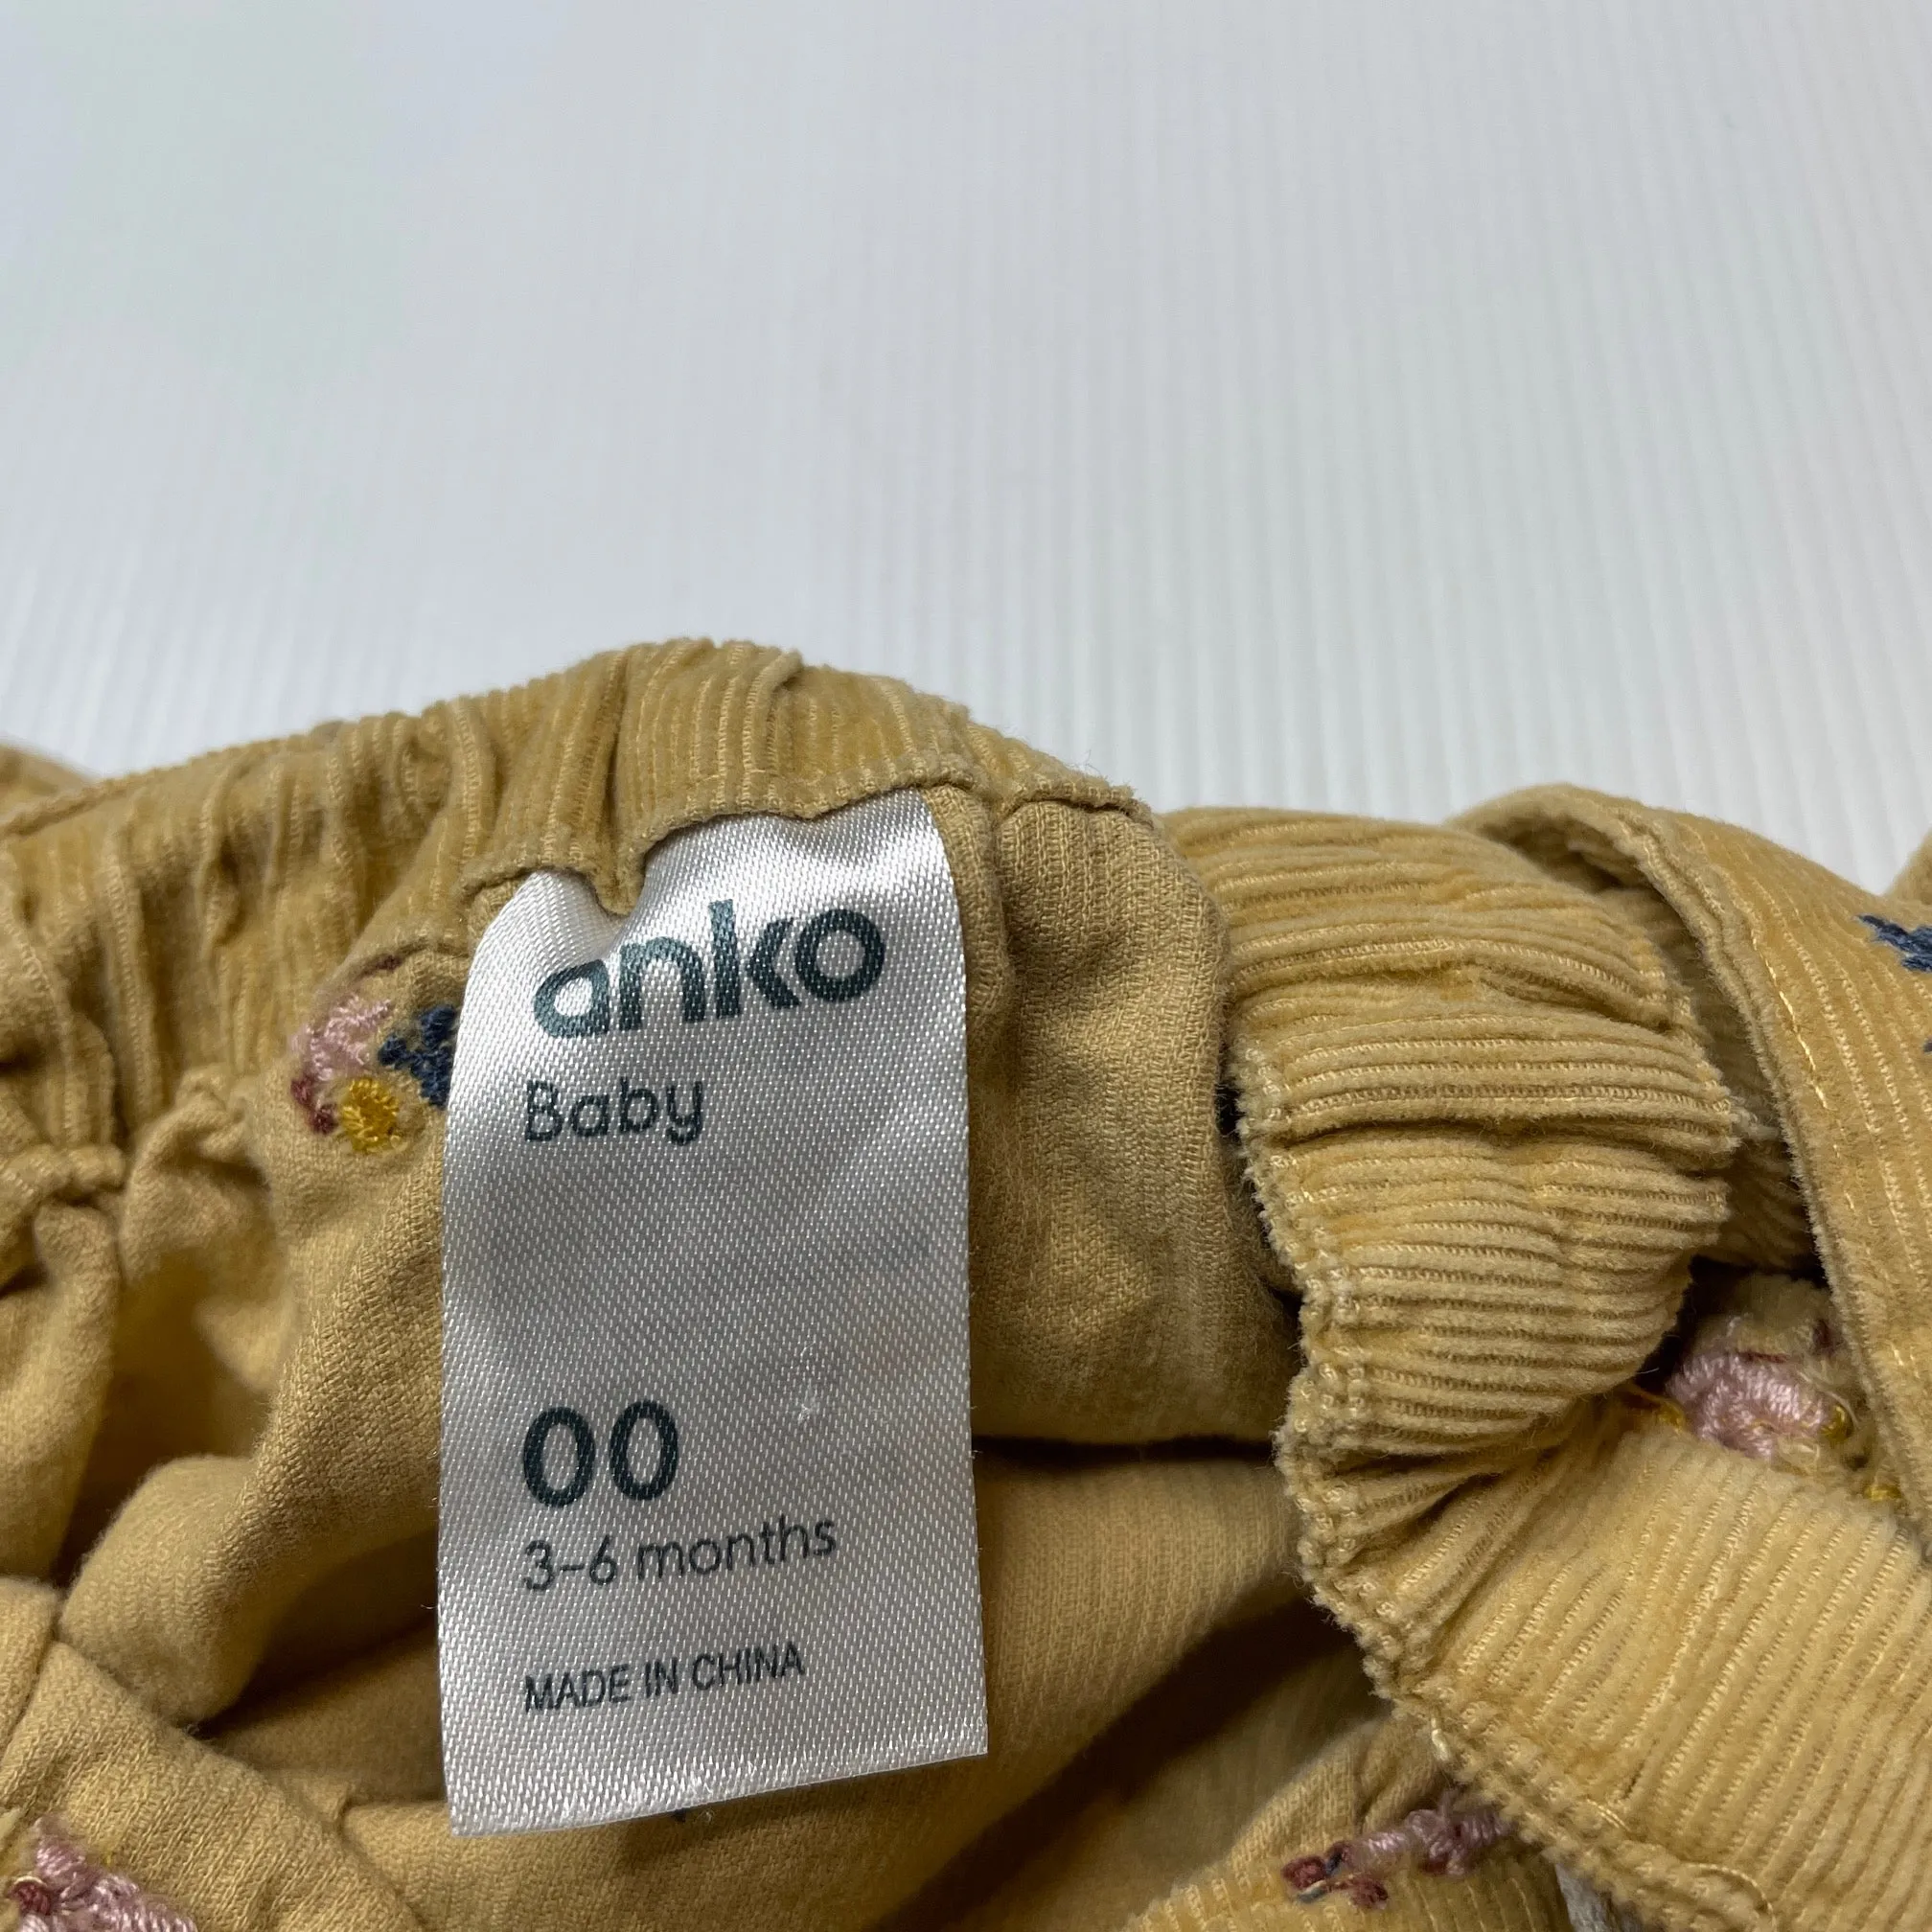 anko
Baby
00
3-6 months
MADE IN CHINA